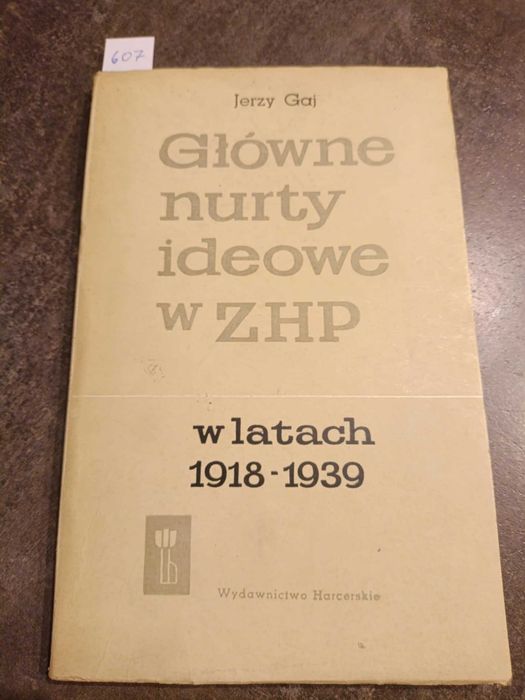 607
Jerzy Gaj
Główne
nurty
ideowe
w ZHP
w latach
1918-1939
Wydawnictwo Harcerskie